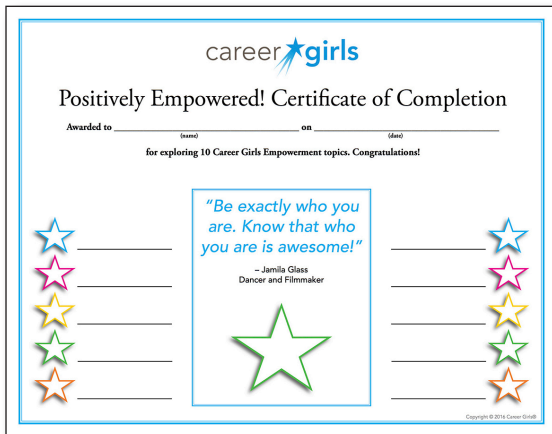 career girls
Positively Empowered! Certificate of Completion
Awarded to ____________ on ____________
(name) (date)
for exploring 10 Career Girls Empowerment topics. Congratulations!
"Be exactly who you
are. Know that who
you are is awesome!"
– Jamila Glass
Dancer and Filmmaker
Copyright © 2016 Career Girls®